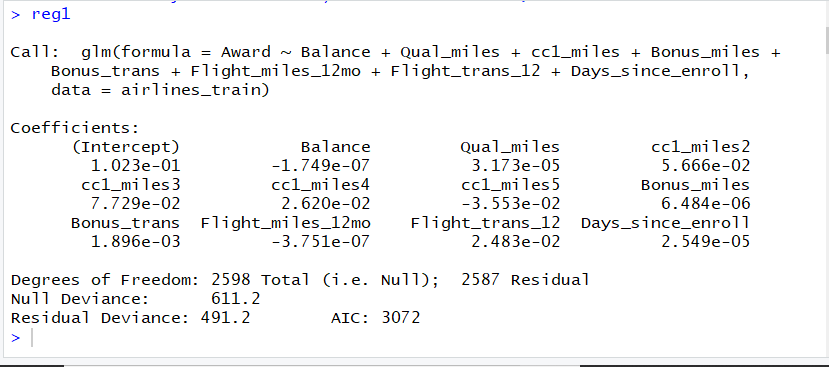 > reg1
Call:  glm(formula = Award ~ Balance + Qual_miles + cc1_miles + Bonus_miles +
    Bonus_trans + Flight_miles_12mo + Flight_trans_12 + Days_since_enroll,
    data = airlines_train)
Coefficients:
      (Intercept)            Balance         Qual_miles         cc1_miles2
        1.023e-01         -1.749e-07          3.173e-05          5.666e-02
       cc1_miles3         cc1_miles4         cc1_miles5        Bonus_miles
        7.729e-02          2.620e-02         -3.553e-02          6.484e-06
      Bonus_trans  Flight_miles_12mo    Flight_trans_12  Days_since_enroll
        1.896e-03         -3.751e-07          2.483e-02          2.549e-05
Degrees of Freedom: 2598 Total (i.e. Null);  2587 Residual
Null Deviance:      611.2
Residual Deviance: 491.2        AIC: 3072
>